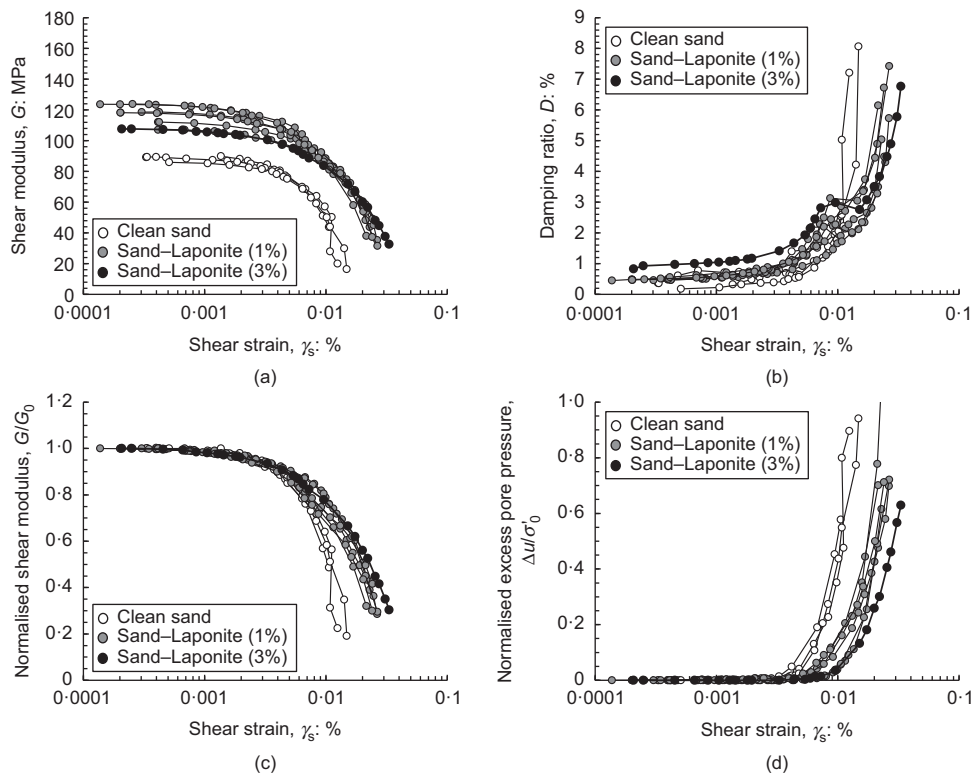 180
160
140
120
100
80
60
40
20
0
Shear modulus, G: MPa
Clean sand
Sand–Laponite (1%)
Sand–Laponite (3%)
0·0001 0·001 0·01 0·1
Shear strain, γs: %
(a)
9
8
7
6
5
4
3
2
1
0
Damping ratio, D: %
Clean sand
Sand–Laponite (1%)
Sand–Laponite (3%)
0·0001 0·001 0·01 0·1
Shear strain, γs: %
(b)
1·2
1·0
0·8
0·6
0·4
0·2
0
Normalised shear modulus, G/G0
Clean sand
Sand–Laponite (1%)
Sand–Laponite (3%)
0·0001 0·001 0·01 0·1
Shear strain, γs: %
(c)
1·0
0·8
0·6
0·4
0·2
0
Normalised excess pore pressure,
Δu/σ′0
Clean sand
Sand–Laponite (1%)
Sand–Laponite (3%)
0·0001 0·001 0·01 0·1
Shear strain, γs: %
(d)